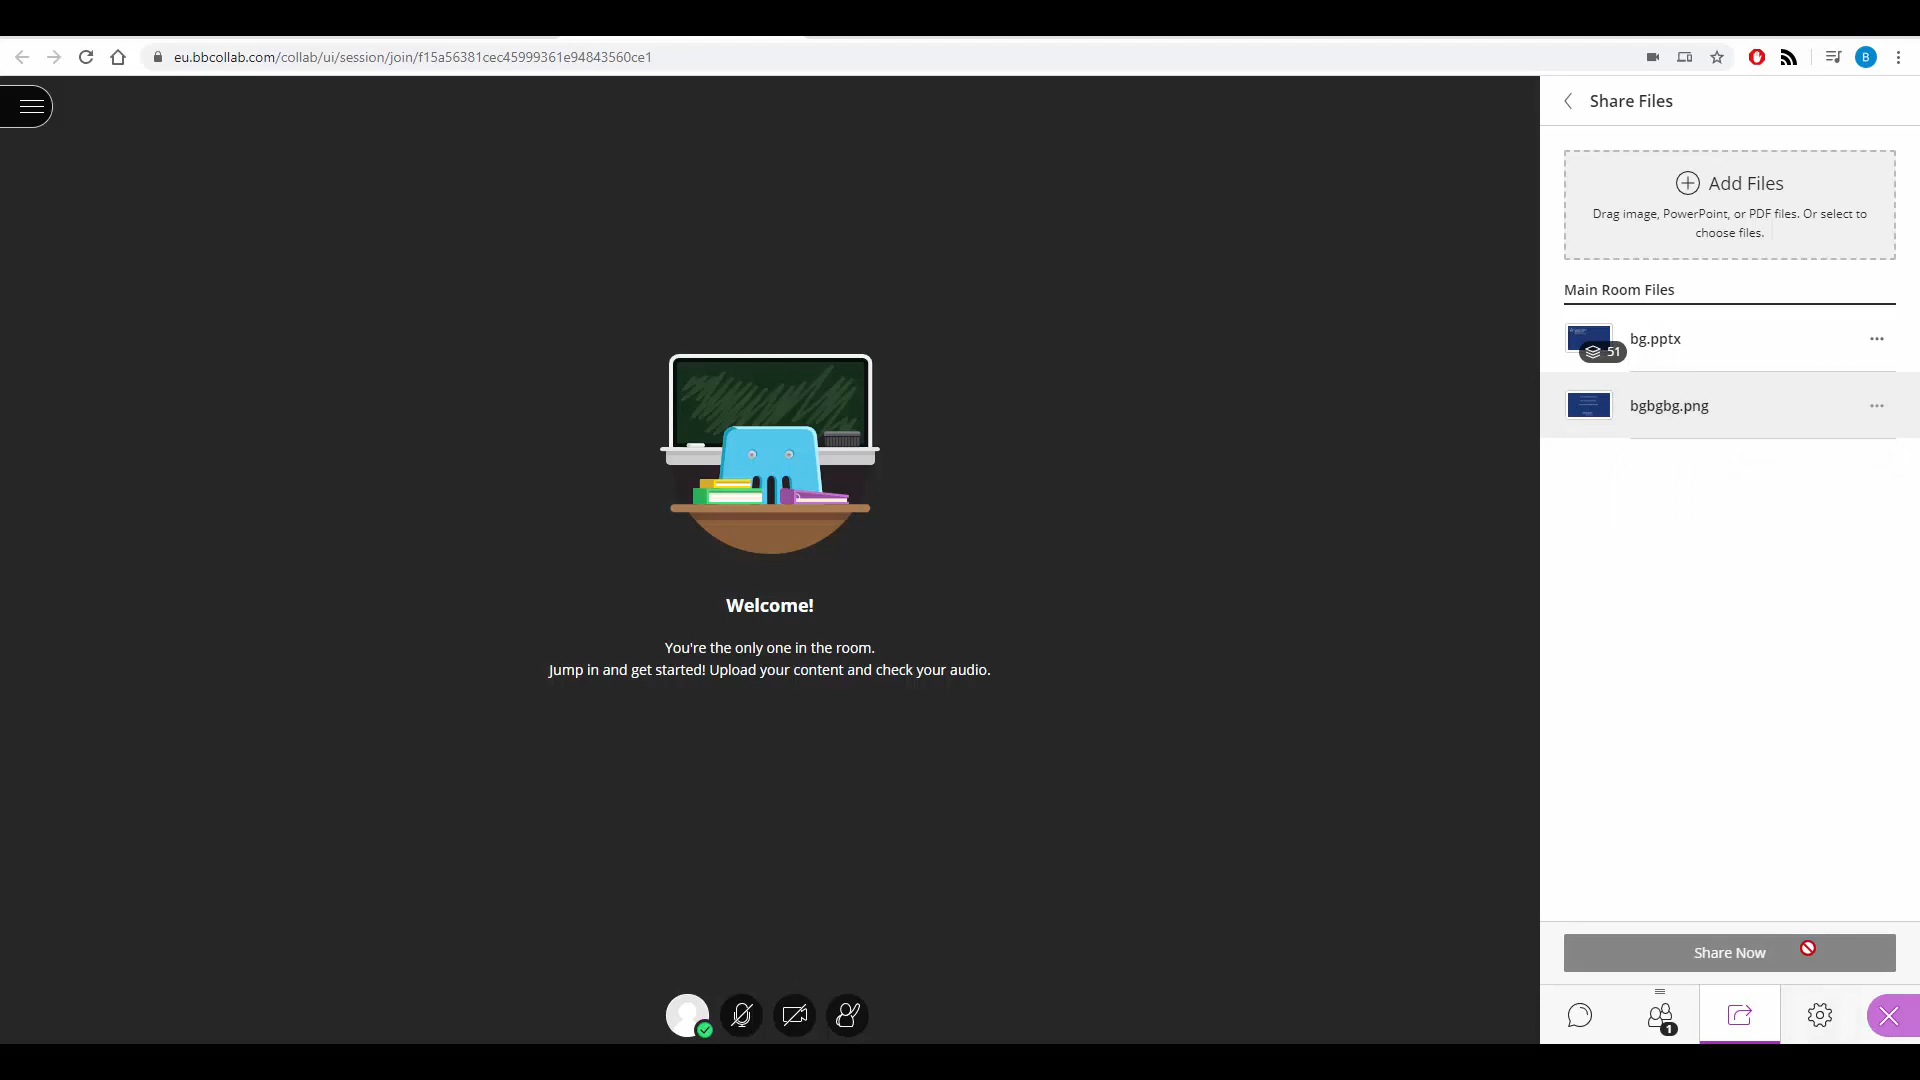 eu.bbcollab.com/collab/ui/session/join/f15a56381cec45999361e94843560ce1
B
Share Files
Add Files
Drag image, PowerPoint, or PDF files. Or select to
choose files.
Main Room Files
bg.pptx
51
bgbgbg.png
Welcome!
You're the only one in the room.
Jump in and get started! Upload your content and check your audio.
Share Now
1